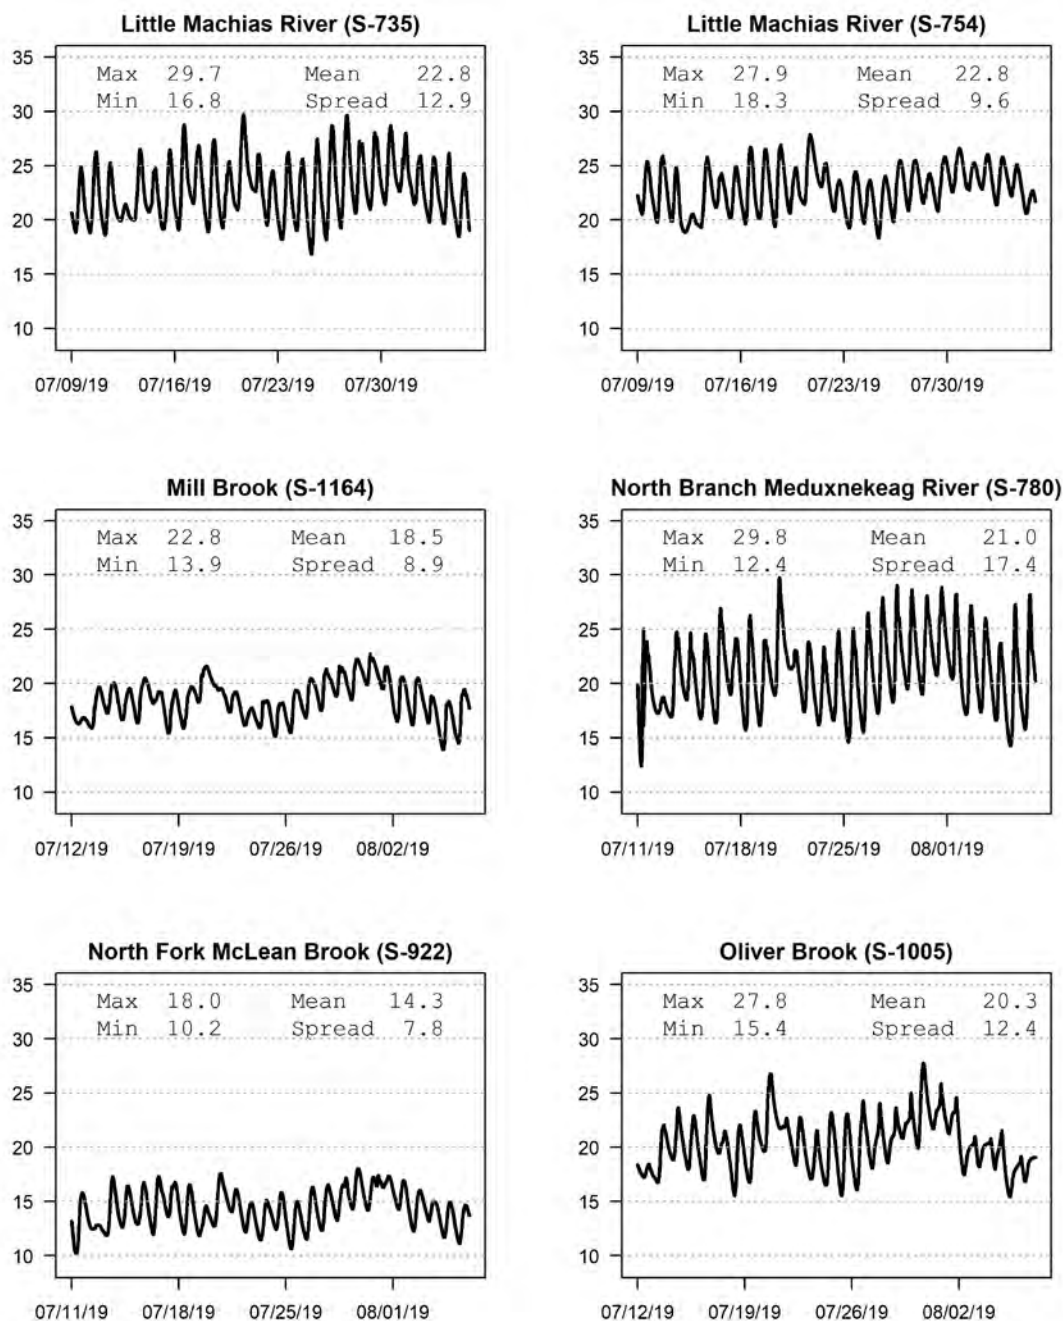 Little Machias River (S-735)
Max 29.7 Mean 22.8
Min 16.8 Spread 12.9
35
30
25
20
15
10
07/09/19 07/16/19 07/23/19 07/30/19
Little Machias River (S-754)
Max 27.9 Mean 22.8
Min 18.3 Spread 9.6
35
30
25
20
15
10
07/09/19 07/16/19 07/23/19 07/30/19
Mill Brook (S-1164)
Max 22.8 Mean 18.5
Min 13.9 Spread 8.9
35
30
25
20
15
10
07/12/19 07/19/19 07/26/19 08/02/19
North Branch Meduxnekeag River (S-780)
Max 29.8 Mean 21.0
Min 12.4 Spread 17.4
35
30
25
20
15
10
07/11/19 07/18/19 07/25/19 08/01/19
North Fork McLean Brook (S-922)
Max 18.0 Mean 14.3
Min 10.2 Spread 7.8
35
30
25
20
15
10
07/11/19 07/18/19 07/25/19 08/01/19
Oliver Brook (S-1005)
Max 27.8 Mean 20.3
Min 15.4 Spread 12.4
35
30
25
20
15
10
07/12/19 07/19/19 07/26/19 08/02/19